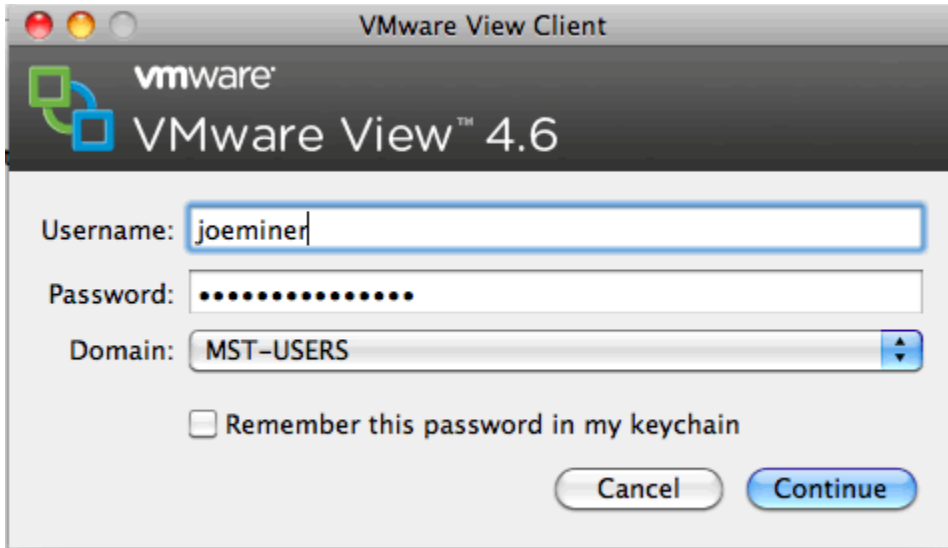 VMware View Client
vmware
VMware View™ 4.6
Username: joeminer
Password: •••••••••••••••
Domain: MST-USERS
Remember this password in my keychain
Cancel Continue